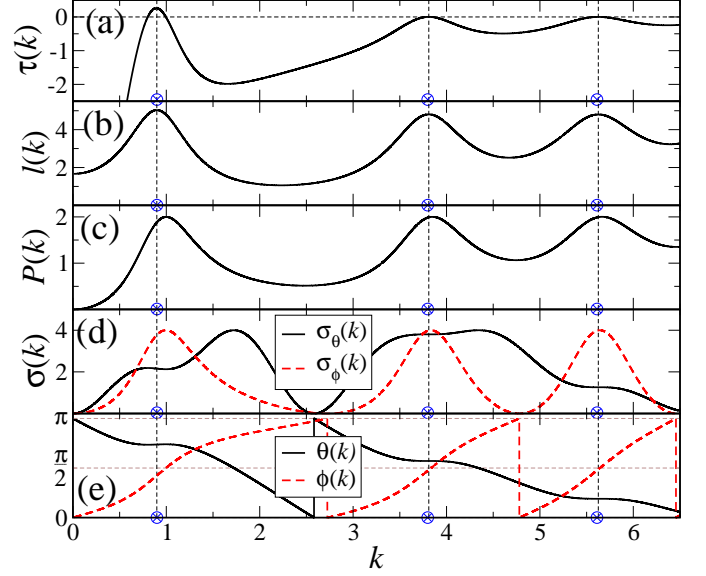 (a)
τ(k)
0
-1
-2
(b)
l(k)
4
2
(c)
P(k)
2
1
(d)
σ(k)
4
2
σ_θ(k)
σ_ϕ(k)
(e)
π
π/2
0
θ(k)
ϕ(k)
0 1 2 3 4 5 6
k